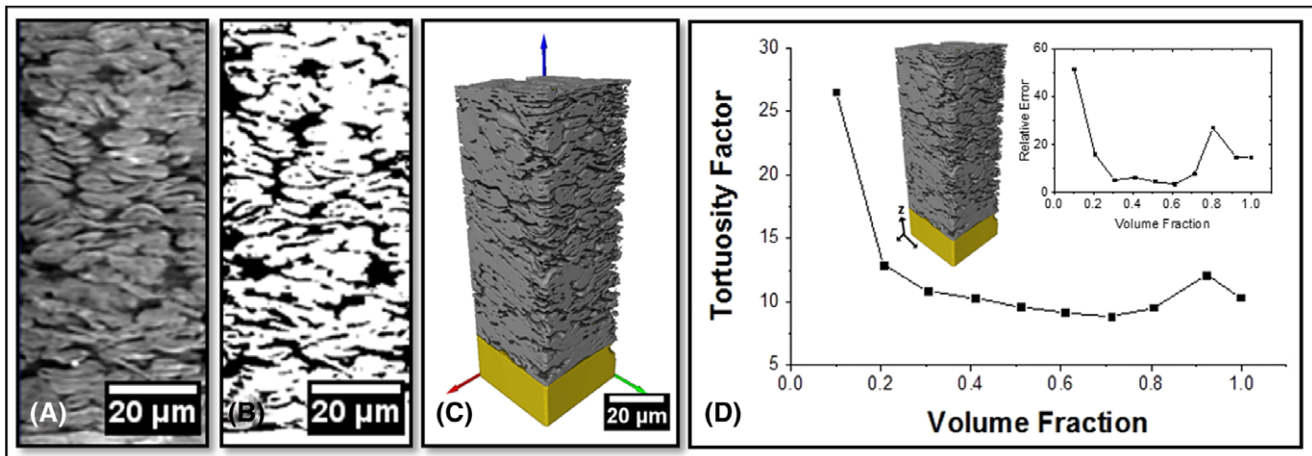 (A)
20 µm
(B)
20 µm
(C)
20 µm
(D)
Tortuosity Factor
30
25
20
15
10
5
0.0 0.2 0.4 0.6 0.8 1.0
Volume Fraction
z
Relative Error
60
40
20
0
0.0 0.2 0.4 0.6 0.8 1.0
Volume Fraction